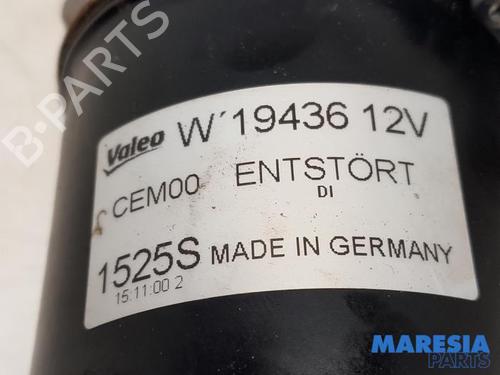 Valeo W´19436 12V
CEM00 ENTSTÖRT
DI
1525S MADE IN GERMANY
15:11:00 2
B-PARTS
MARESIA
PARTS